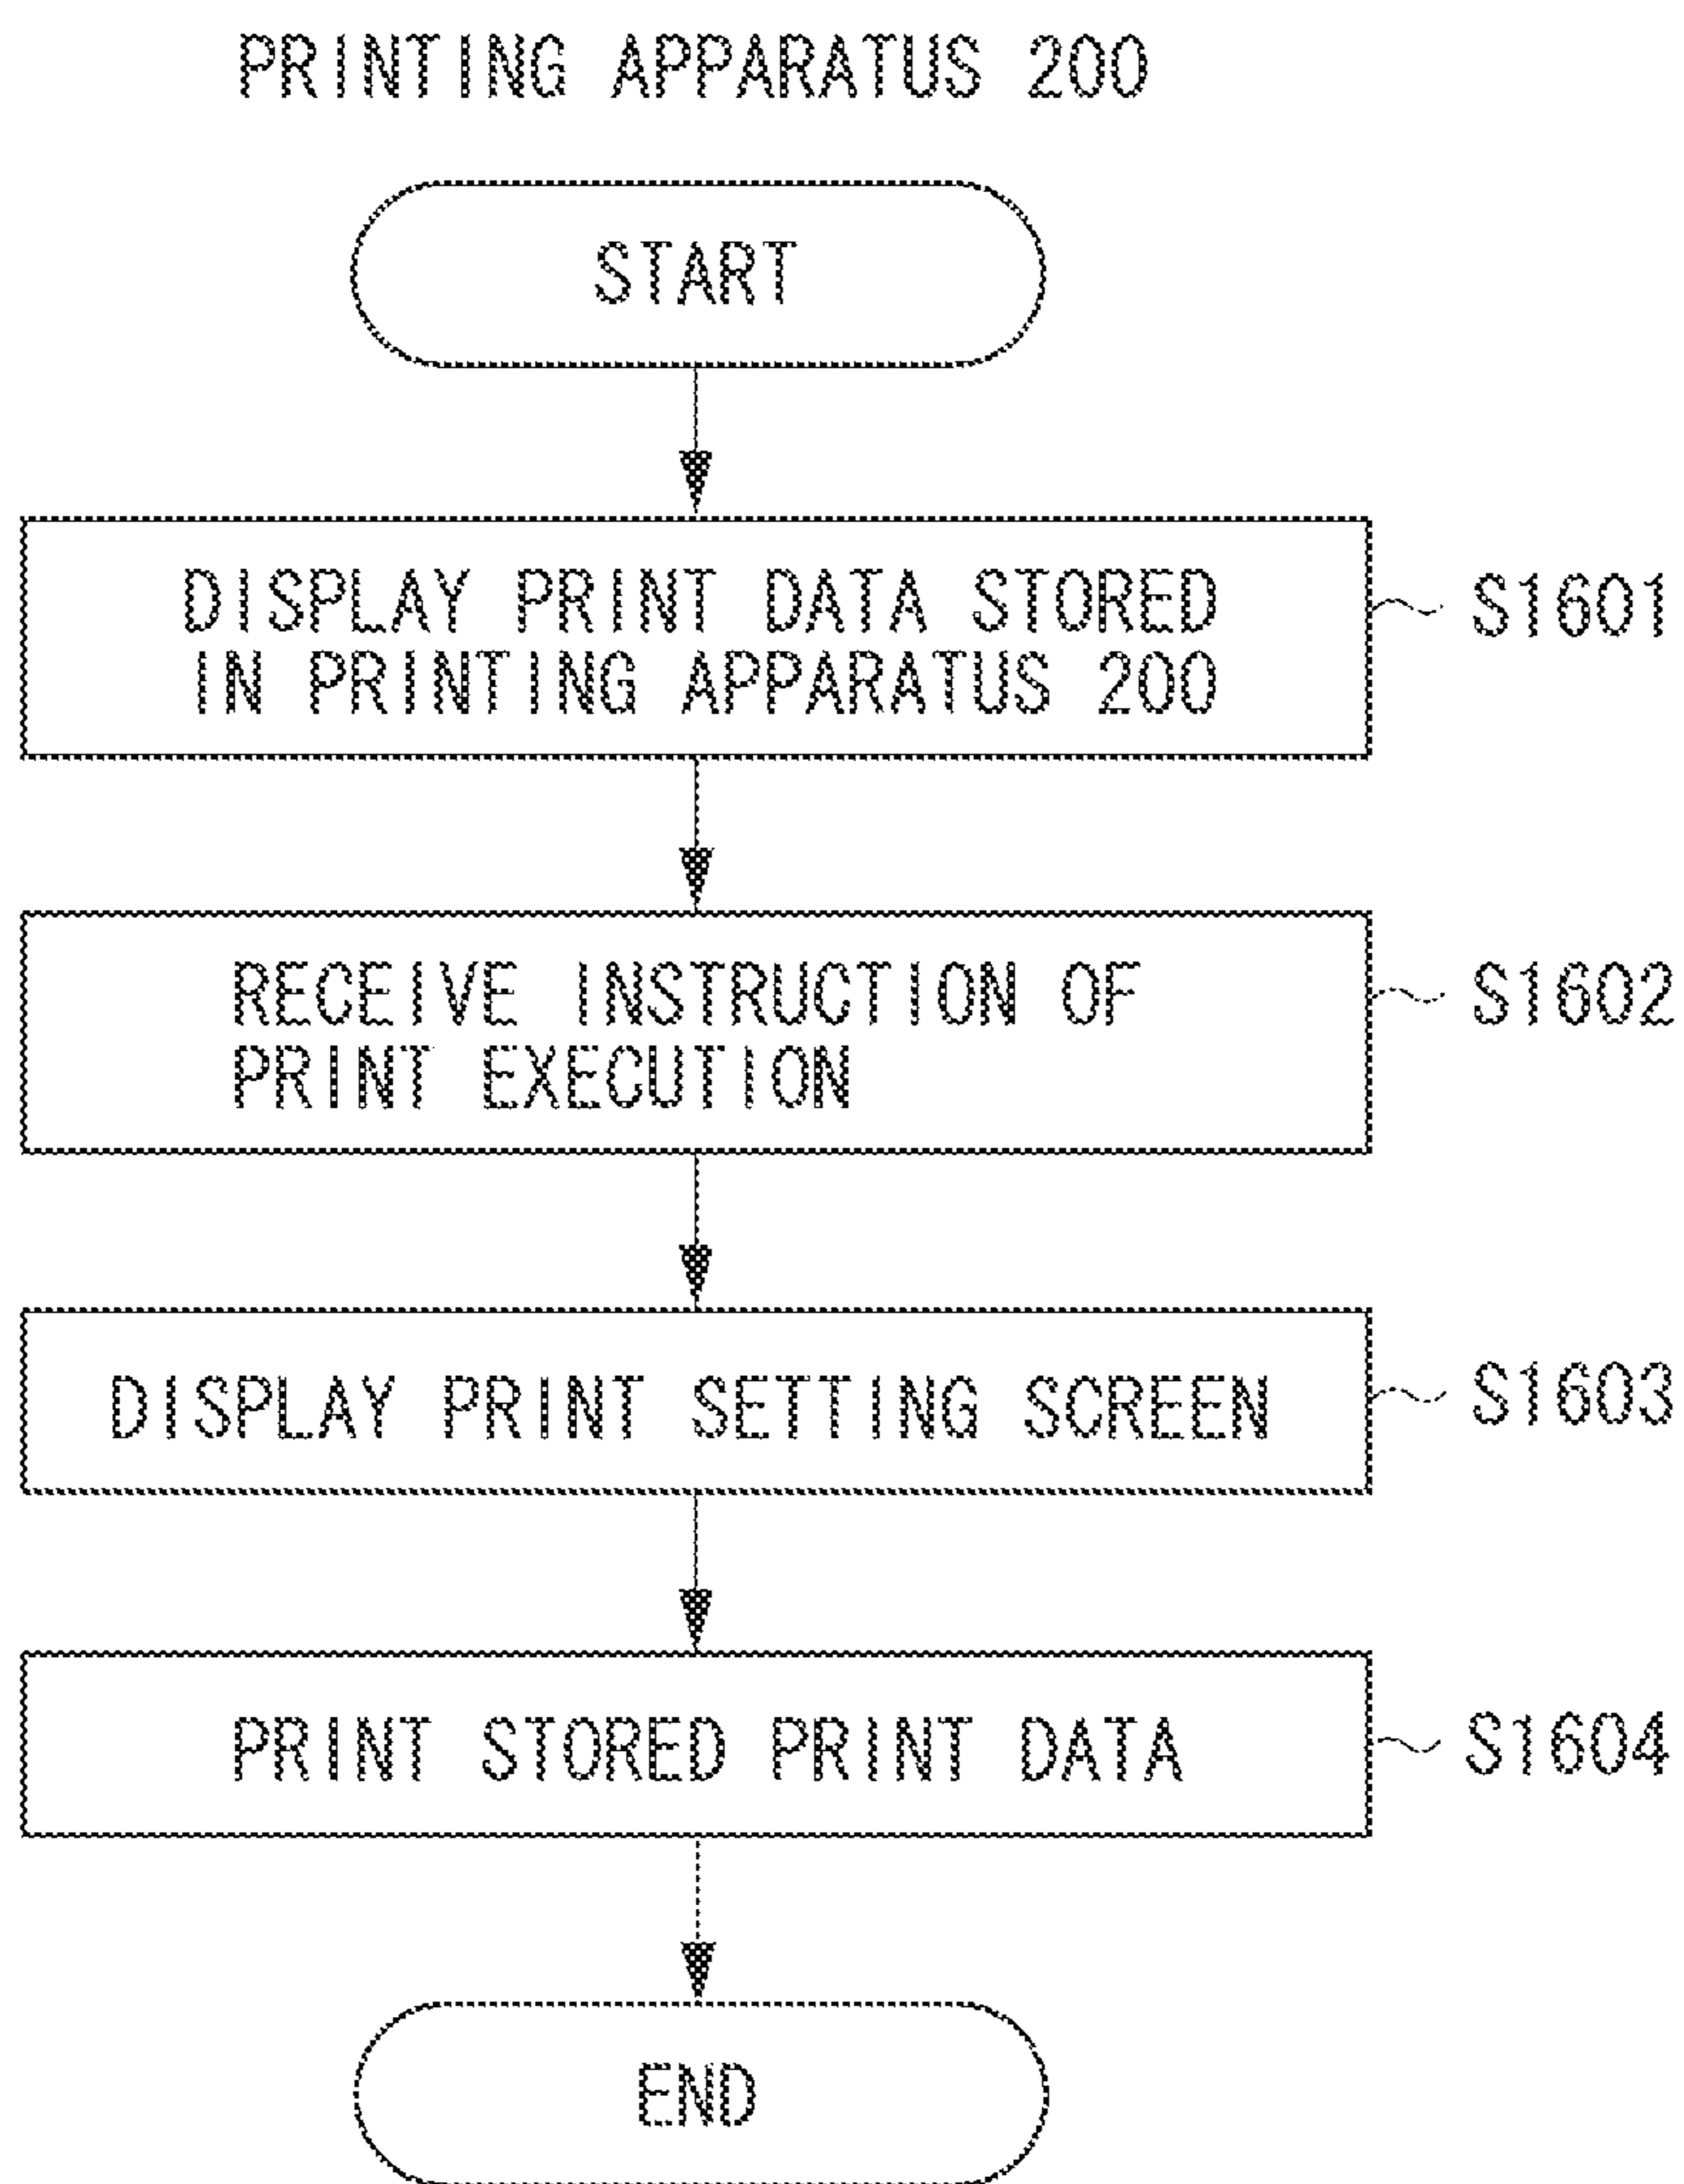 PRINTING APPARATUS 200
START
DISPLAY PRINT DATA STORED
IN PRINTING APPARATUS 200
S1601
RECEIVE INSTRUCTION OF
PRINT EXECUTION
S1602
DISPLAY PRINT SETTING SCREEN
S1603
PRINT STORED PRINT DATA
S1604
END